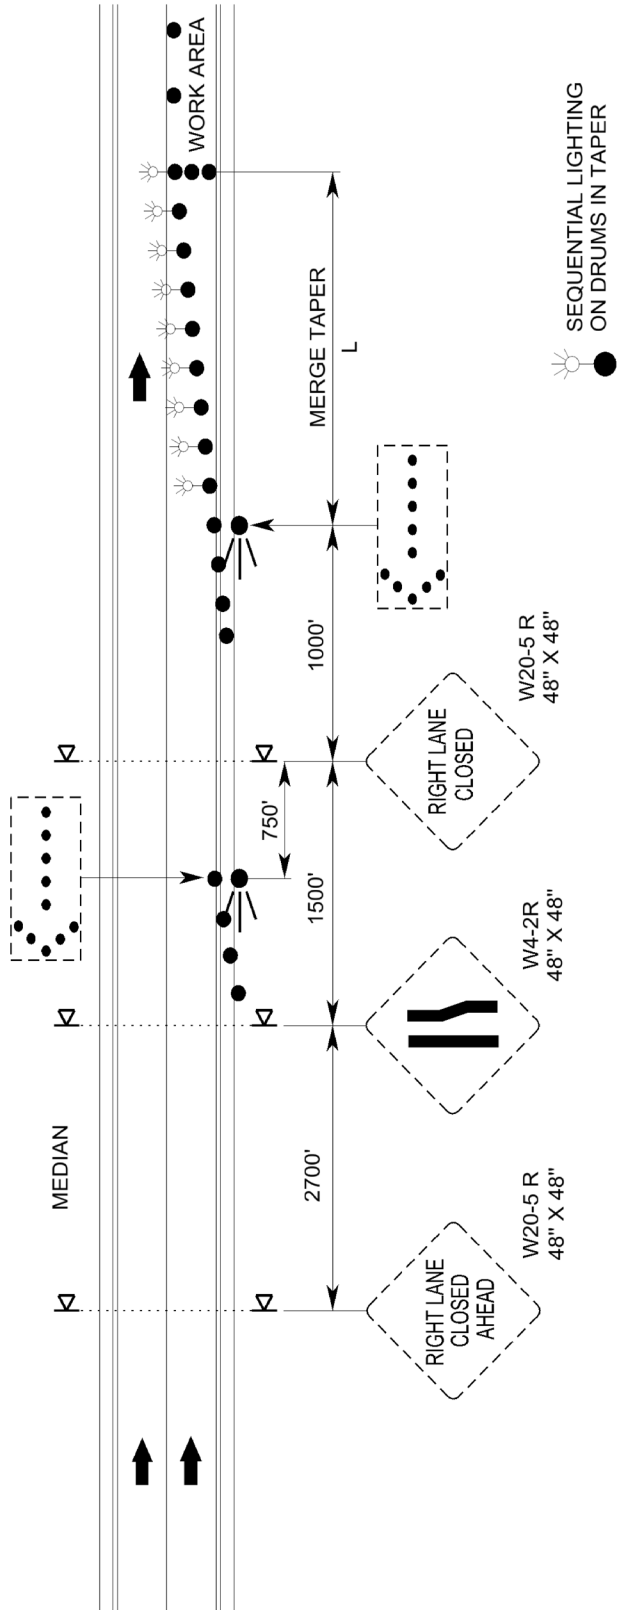 MEDIAN
WORK AREA
2700'
1500'
750'
1000'
MERGE TAPER
L
RIGHT LANE
CLOSED
AHEAD
W20-5 R
48" X 48"
W4-2R
48" X 48"
RIGHT LANE
CLOSED
W20-5 R
48" X 48"
SEQUENTIAL LIGHTING
ON DRUMS IN TAPER